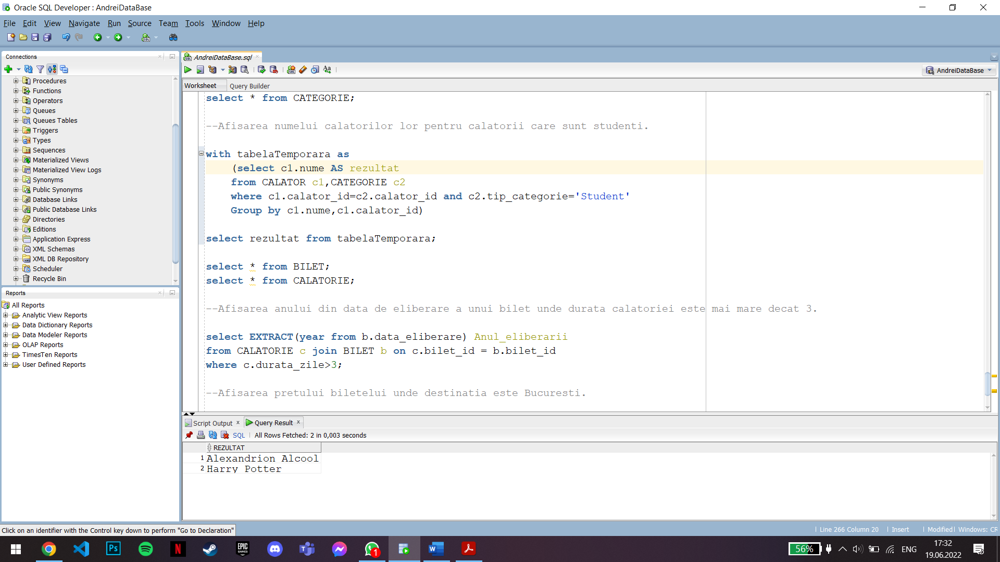 Oracle SQL Developer : AndreiDataBase
File Edit View Navigate Run Source Team Tools Window Help
Connections
Procedures
Functions
Operators
Queues
Queues Tables
Triggers
Types
Sequences
Materialized Views
Materialized View Logs
Synonyms
Public Synonyms
Database Links
Public Database Links
Directories
Editions
Application Express
XML Schemas
XML DB Repository
Scheduler
Recycle Bin
Reports
All Reports
Analytic View Reports
Data Dictionary Reports
Data Modeler Reports
OLAP Reports
TimesTen Reports
User Defined Reports
AndreiDataBase.sql
AndreiDataBase
Worksheet Query Builder
select * from CATEGORIE;
--Afisarea numelui calatorilor lor pentru calatorii care sunt studenti.
with tabelaTemporara as
(select c1.nume AS rezultat
from CALATOR c1,CATEGORIE c2
where c1.calator_id=c2.calator_id and c2.tip_categorie='Student'
Group by c1.nume,c1.calator_id)
select rezultat from tabelaTemporara;
select * from BILET;
select * from CALATORIE;
--Afisarea anului din data de eliberare a unui bilet unde durata calatoriei este mai mare decat 3.
select EXTRACT(year from b.data_eliberare) Anul_eliberarii
from CALATORIE c join BILET b on c.bilet_id = b.bilet_id
where c.durata_zile>3;
--Afisarea pretului biletelui unde destinatia este Bucuresti.
Script Output Query Result
SQL All Rows Fetched: 2 in 0,003 seconds
REZULTAT
1 Alexandrion Alcool
2 Harry Potter
Click on an identifier with the Control key down to perform "Go to Declaration"
Line 266 Column 20 Insert Modified Windows: CR
Ps
N
EPIC GAMES
1
W
56%
ENG
17:32
19.06.2022